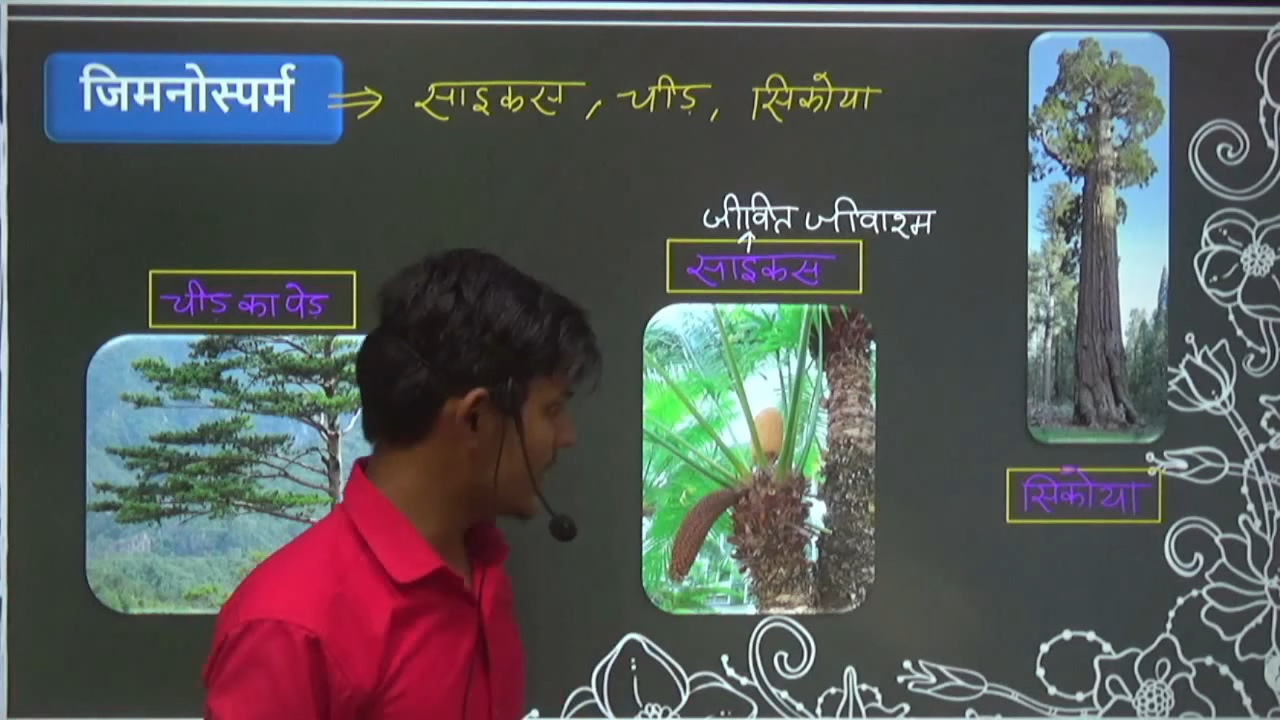 जिमनोस्पर्म ⇒ साइकस, चीड़, सिकोया
जीवित जीवाश्म
↑
साइकस
चीड़ का पेड़
सिकोया